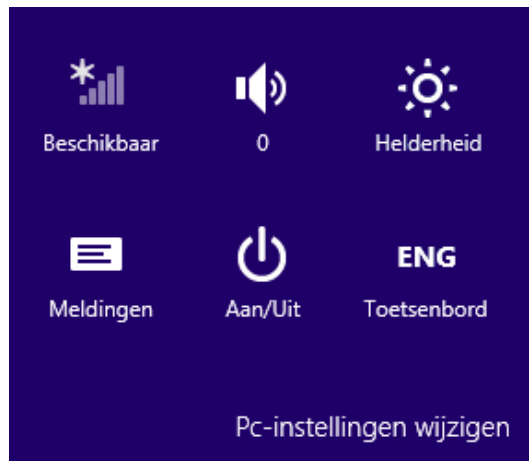 Beschikbaar
0
Helderheid
Meldingen
Aan/Uit
ENG
Toetsenbord
Pc-instellingen wijzigen